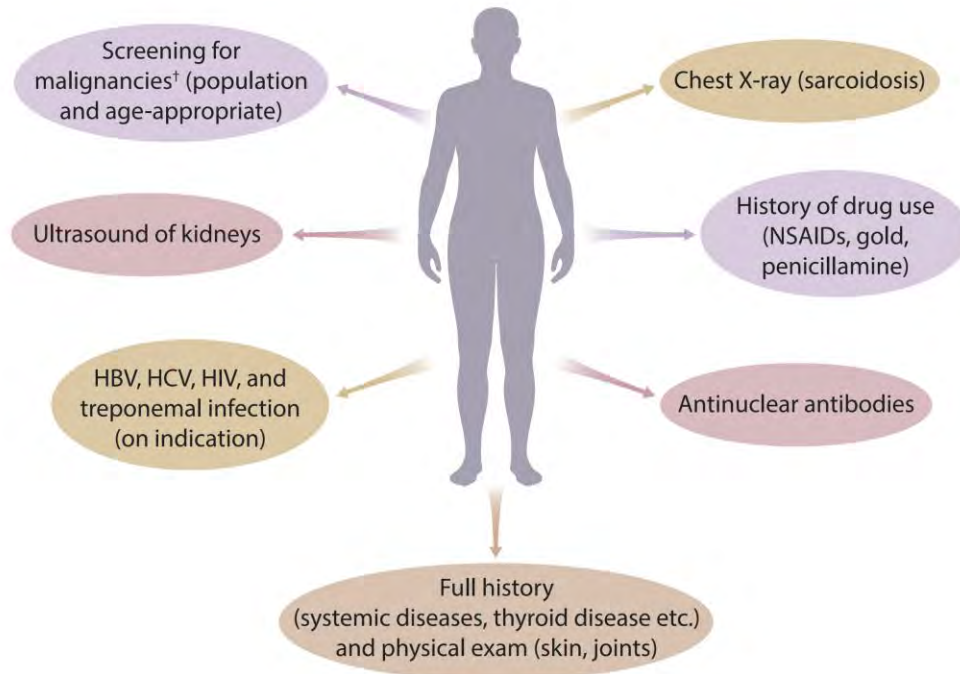 Screening for
malignancies† (population
and age-appropriate)
Chest X-ray (sarcoidosis)
Ultrasound of kidneys
History of drug use
(NSAIDs, gold,
penicillamine)
HBV, HCV, HIV, and
treponemal infection
(on indication)
Antinuclear antibodies
Full history
(systemic diseases, thyroid disease etc.)
and physical exam (skin, joints)